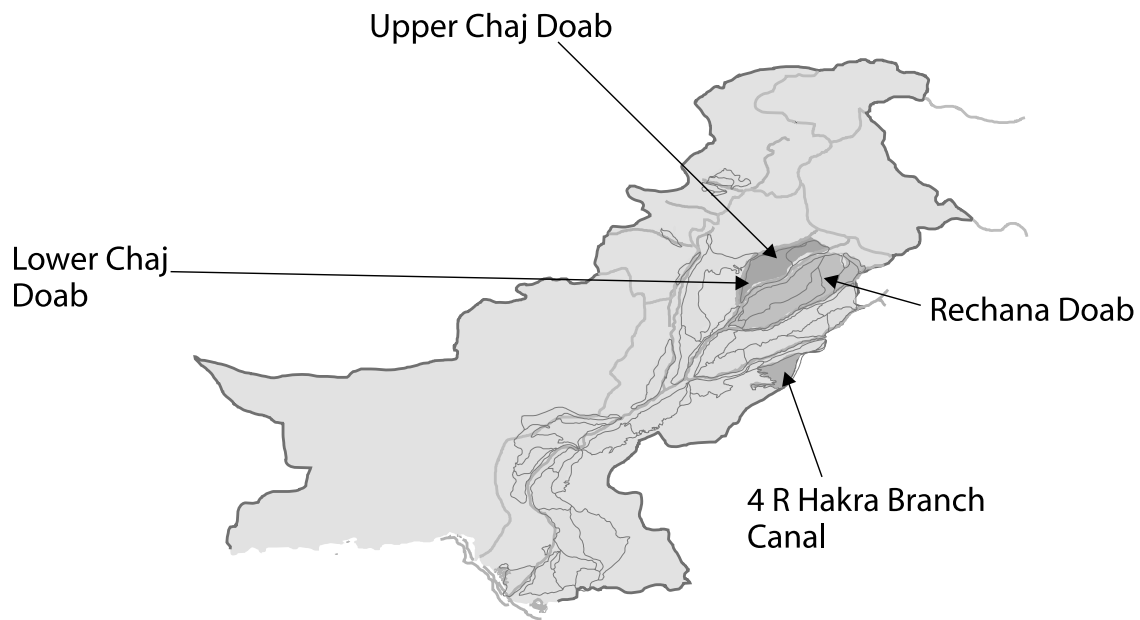 Upper Chaj Doab
Lower Chaj
Doab
Rechana Doab
4 R Hakra Branch
Canal